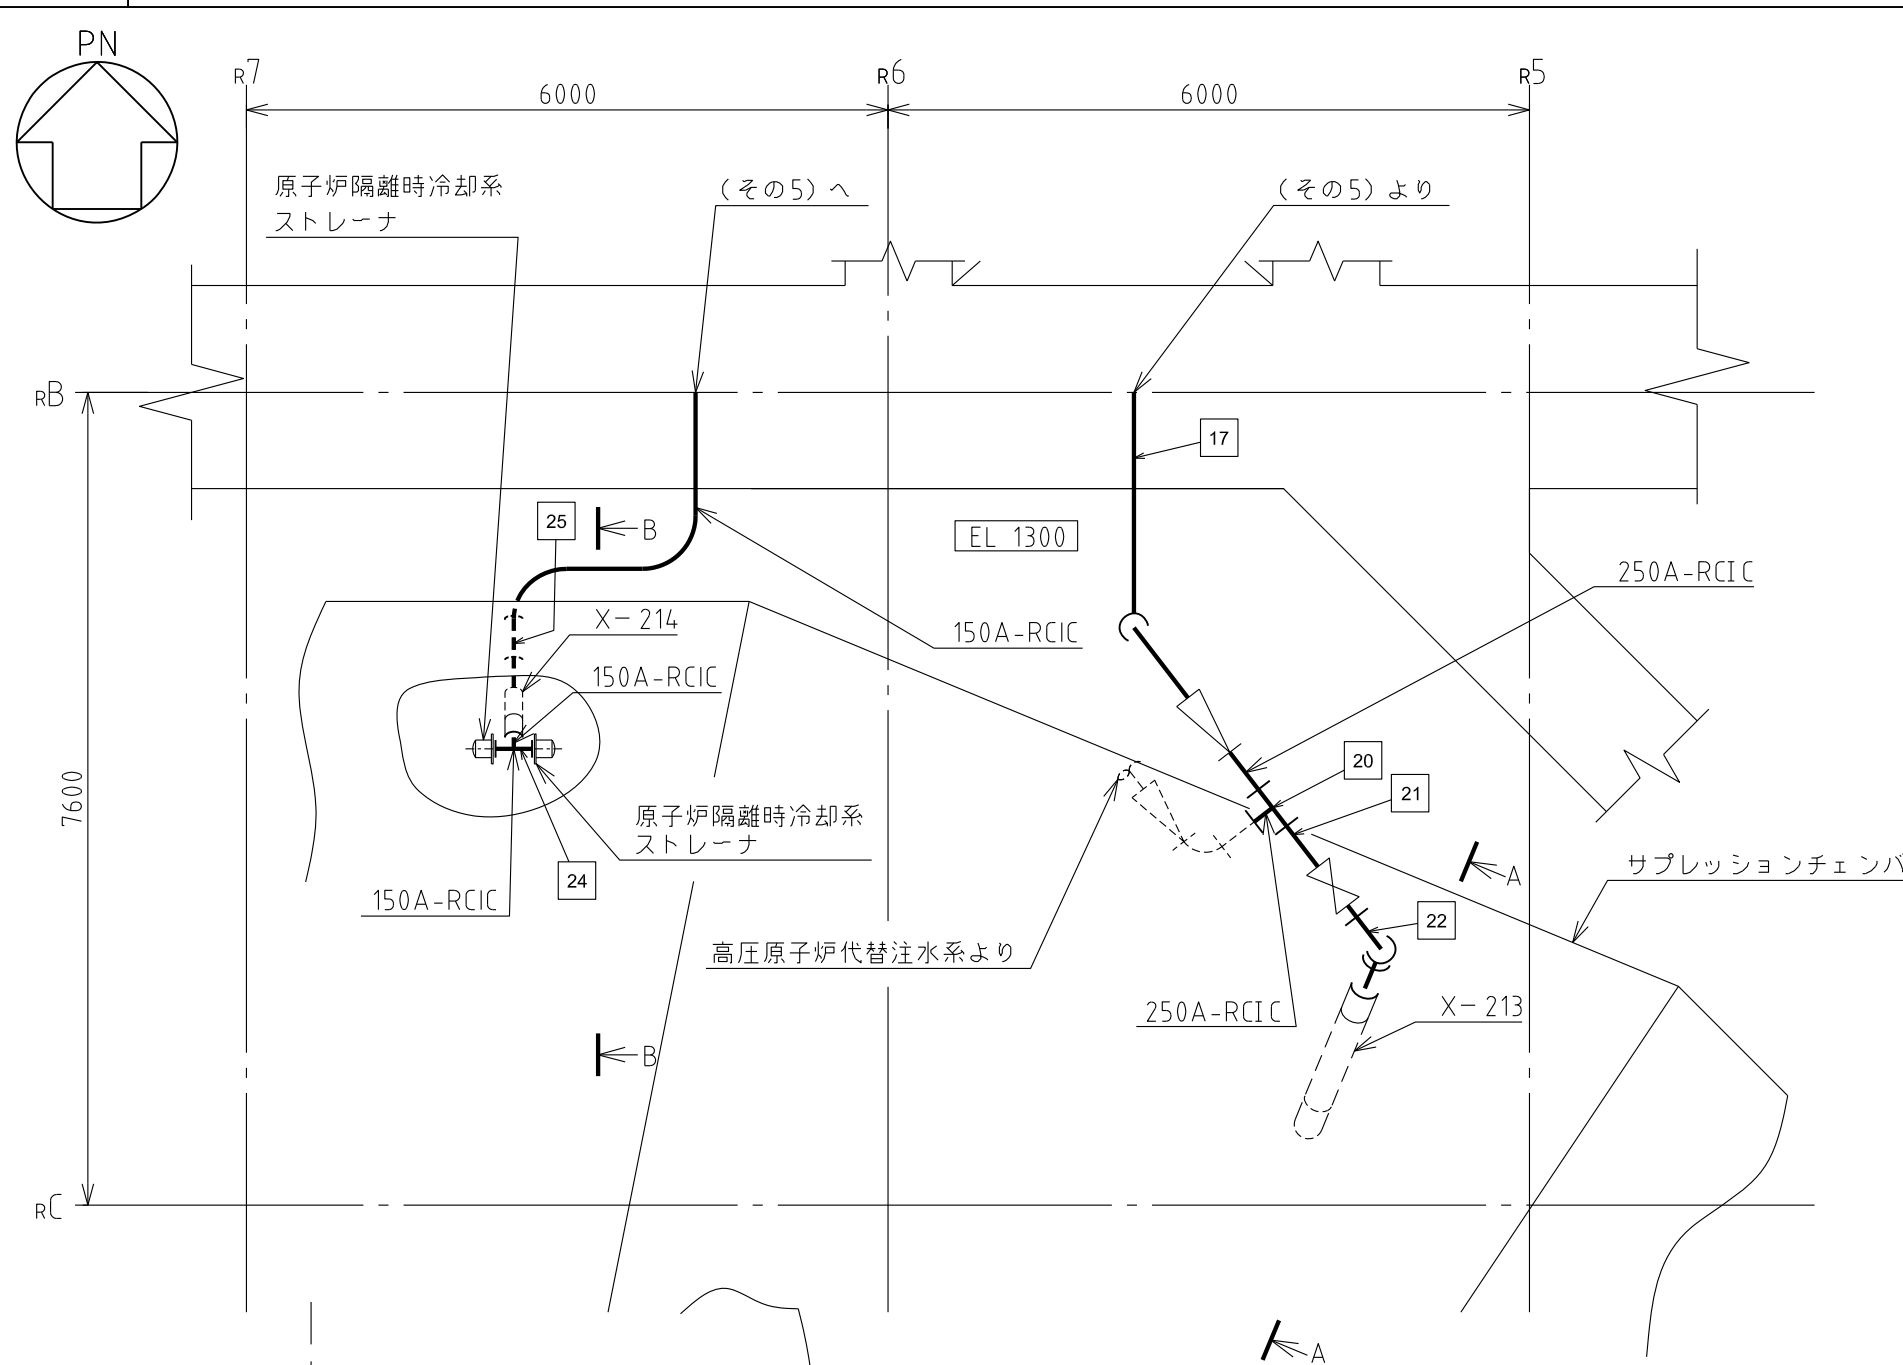 PN
R7
R6
R5
6000
6000
原子炉隔離時冷却系
ストレーナ
(その5)へ
(その5)より
RB
17
25
B
EL 1300
250A-RCIC
X-214
150A-RCIC
150A-RCIC
20
21
7600
原子炉隔離時冷却系
ストレーナ
サプレッションチェンバ
A
24
150A-RCIC
22
高圧原子炉代替注水系より
250A-RCIC
X-213
B
RC
A